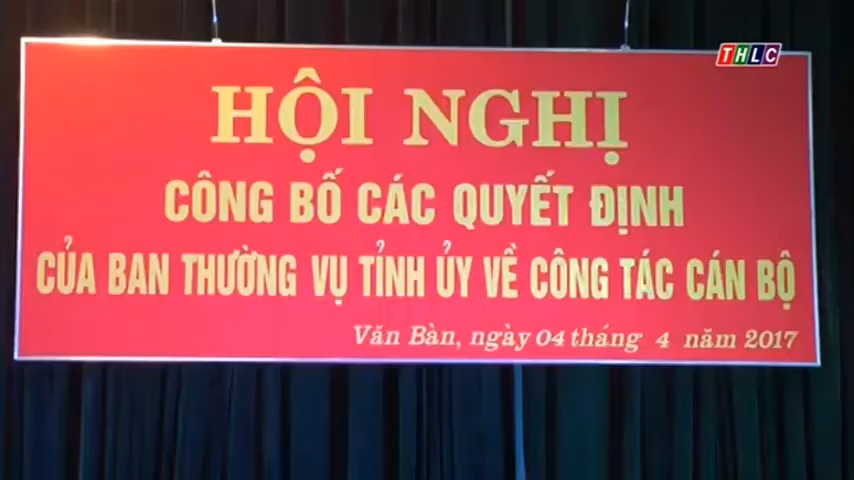 THLC
HỘI NGHỊ
CÔNG BỐ CÁC QUYẾT ĐỊNH
CỦA BAN THƯỜNG VỤ TỈNH ỦY VỀ CÔNG TÁC CÁN BỘ
Văn Bàn, ngày 04 tháng 4 năm 2017